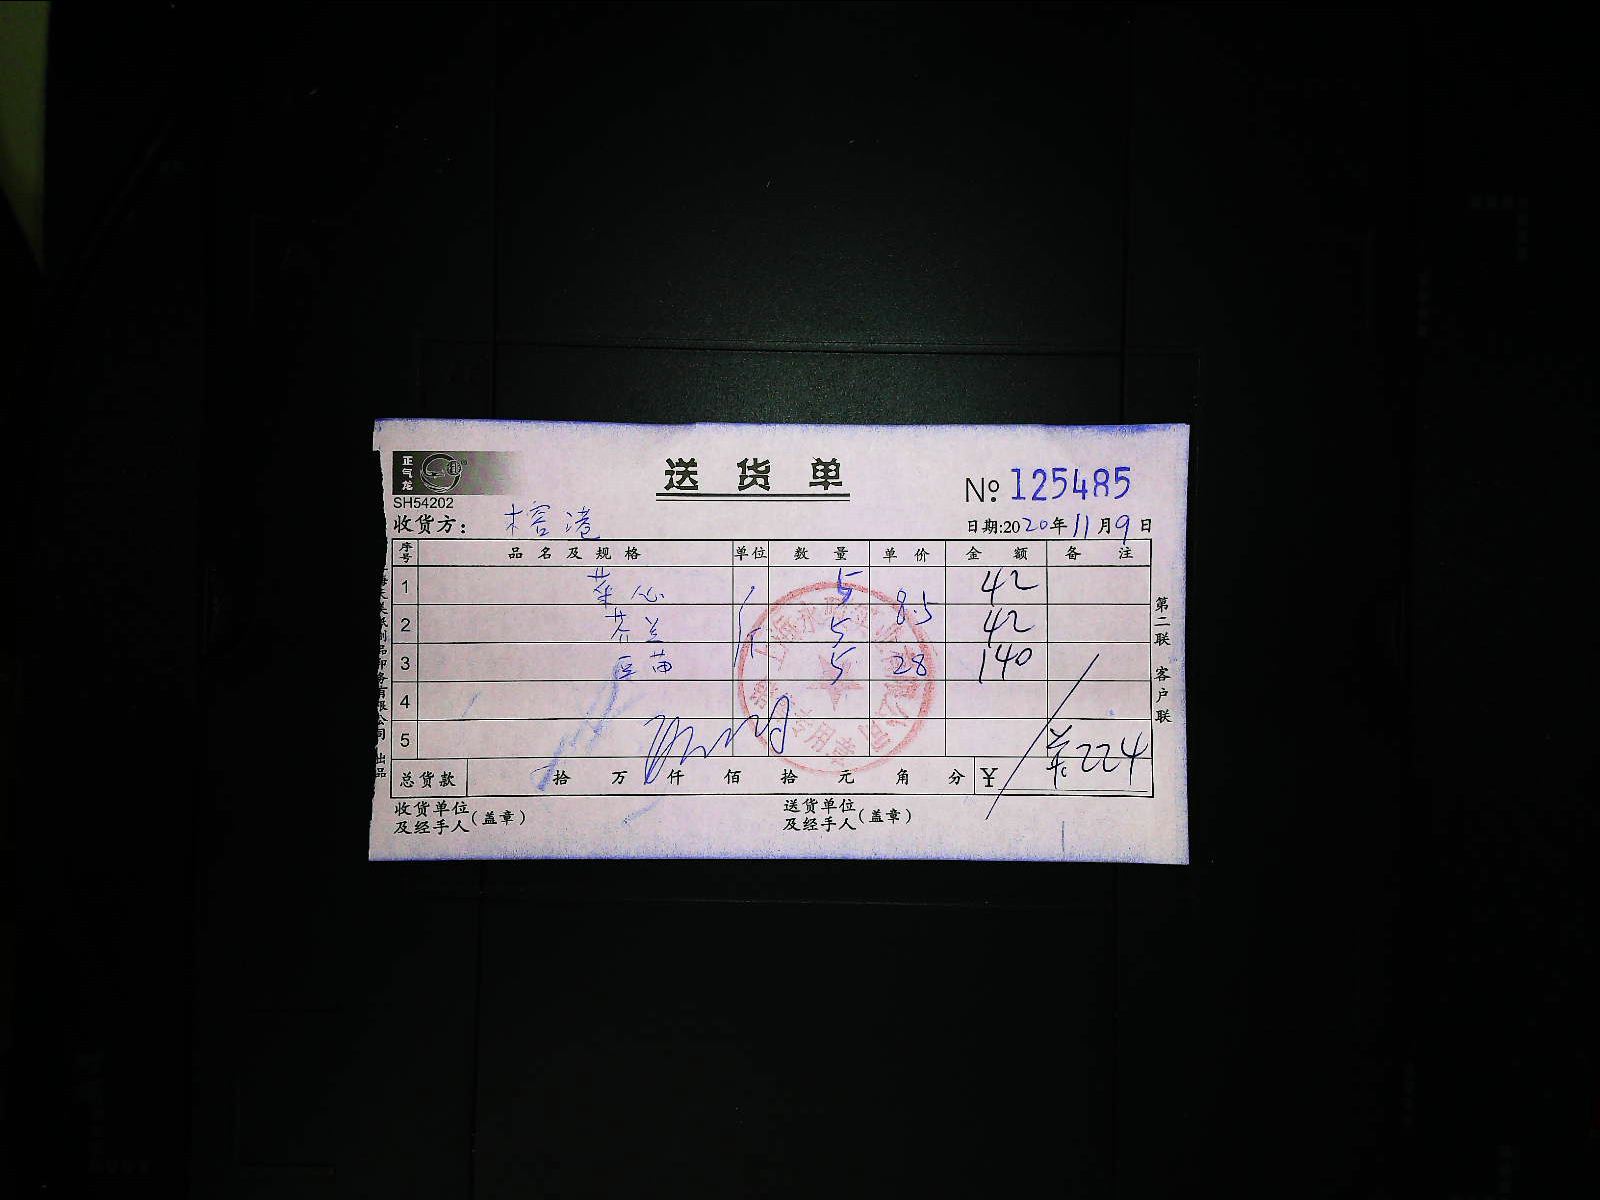 正气龙
送货单
№ 125485
SH54202
收货方: 榕港
日期:2020年11月9日
序号 品名及规格 单位 数量 单价 金额 备注
1 菜心 5 8.5 42
2 芥兰 斤 5 42
3 豆苗 5 28 140
4
5 共224
总货款 拾 万 仟 佰 拾 元 角 分 ¥
收货单位及经手人(盖章)
送货单位及经手人(盖章)
第二联 客户联